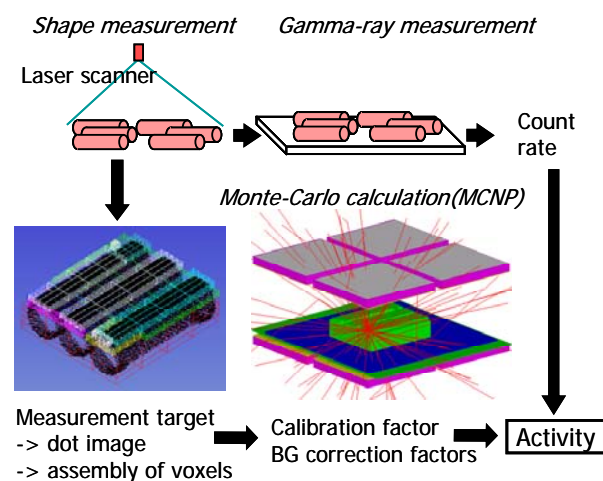 Shape measurement
Gamma-ray measurement
Laser scanner
Count
rate
Monte-Carlo calculation(MCNP)
Measurement target
-> dot image
-> assembly of voxels
Calibration factor
BG correction factors
Activity